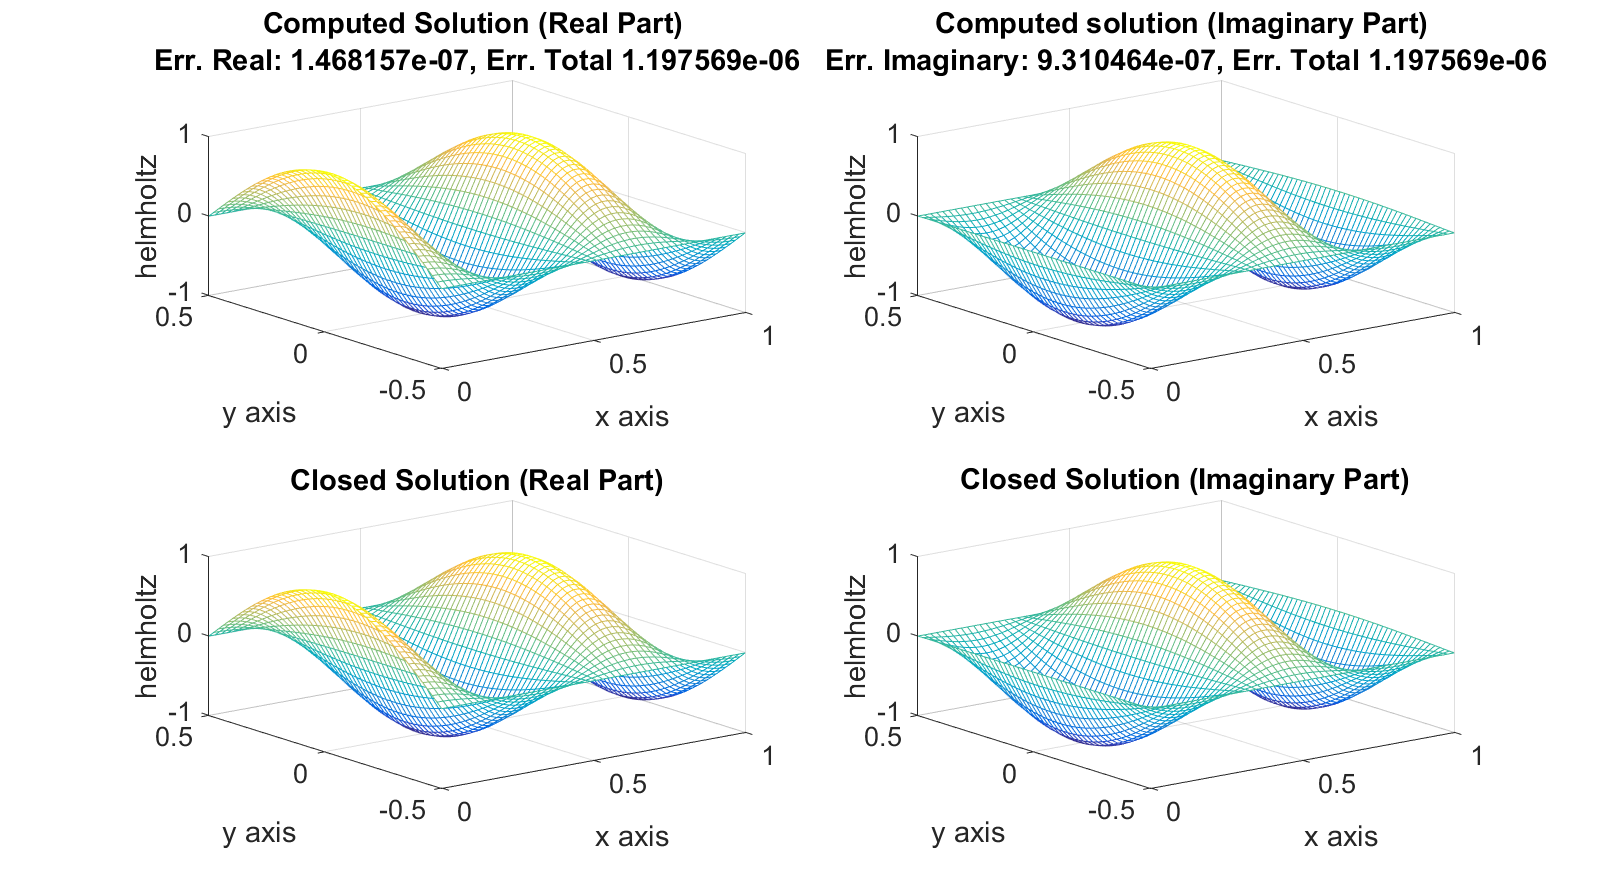 Computed Solution (Real Part)
Err. Real: 1.468157e-07, Err. Total 1.197569e-06
1
0
-1
helmholtz
0.5
0
-0.5
y axis
0
0.5
1
x axis
Computed solution (Imaginary Part)
Err. Imaginary: 9.310464e-07, Err. Total 1.197569e-06
1
0
-1
helmholtz
0.5
0
-0.5
y axis
0
0.5
1
x axis
Closed Solution (Real Part)
1
0
-1
helmholtz
0.5
0
-0.5
y axis
0
0.5
1
x axis
Closed Solution (Imaginary Part)
1
0
-1
helmholtz
0.5
0
-0.5
y axis
0
0.5
1
x axis